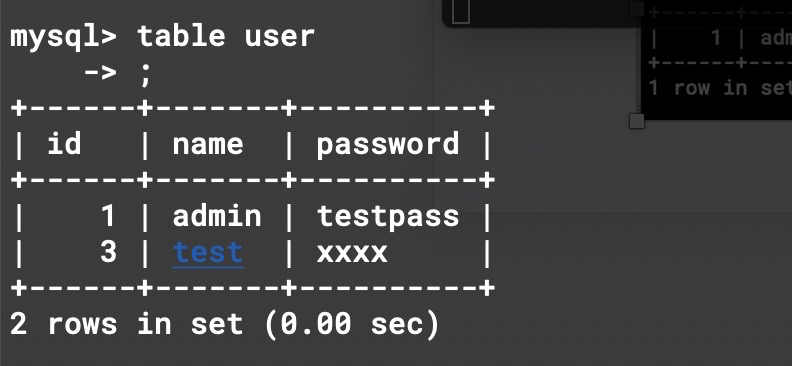 mysql> table user
    -> ;
+------+-------+----------+
| id   | name  | password |
+------+-------+----------+
|    1 | admin | testpass |
|    3 | test  | xxxx     |
+------+-------+----------+
2 rows in set (0.00 sec)
+------+----
|    1 | adm
+------+----
1 row in set